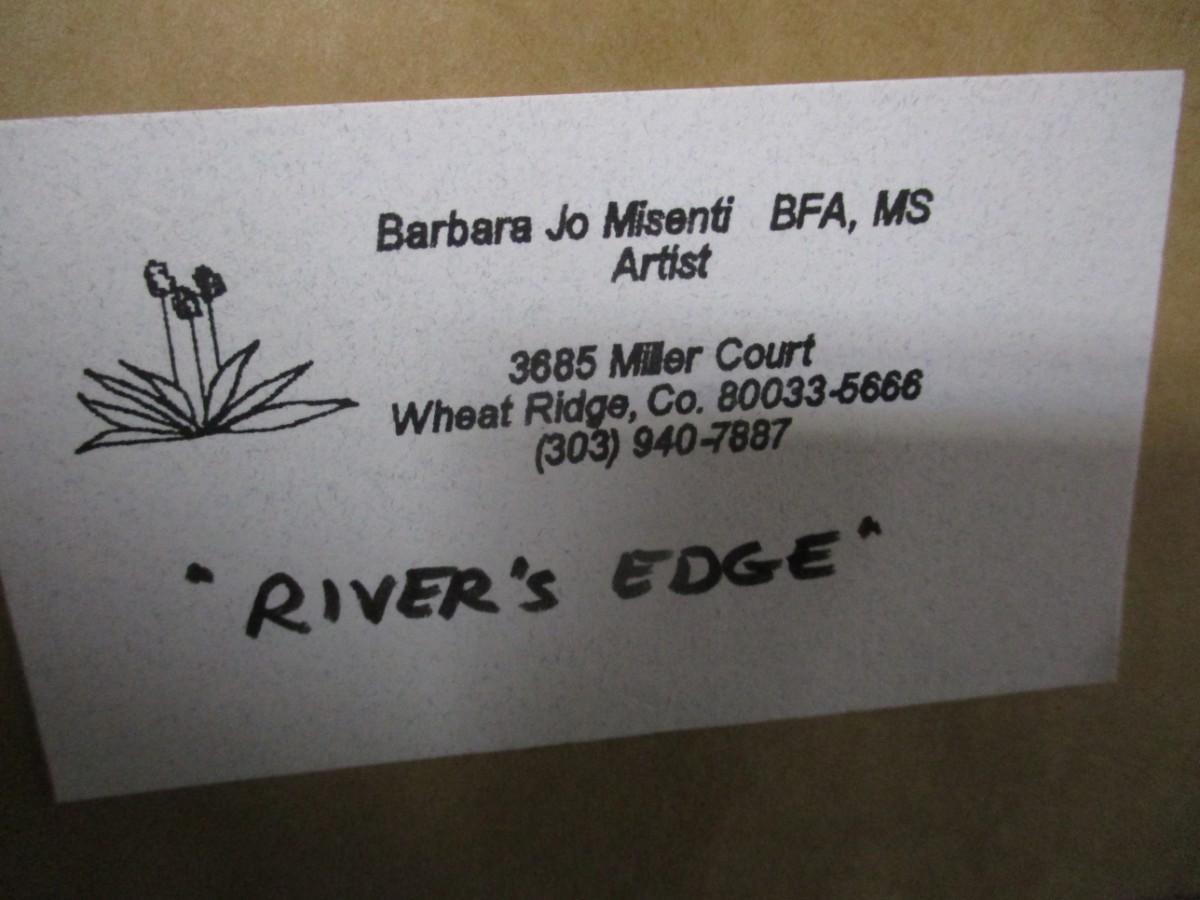 Barbara Jo Misenti BFA, MS
Artist
3685 Miller Court
Wheat Ridge, Co. 80033-5666
(303) 940-7887
"RIVER'S EDGE"